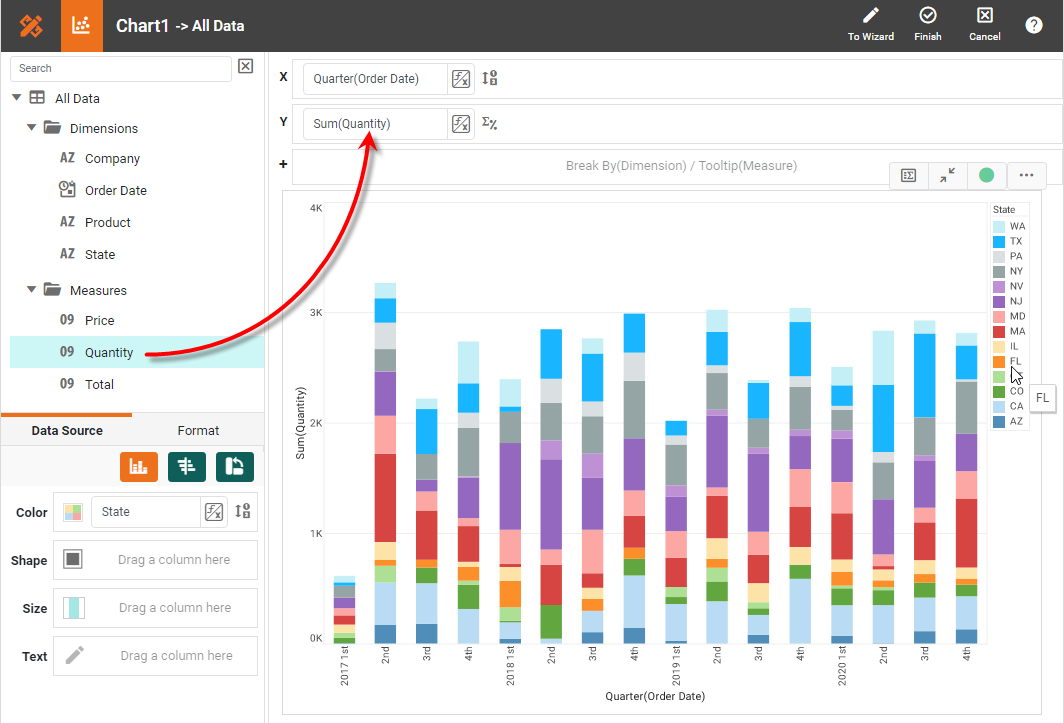 Chart1 -> All Data
To Wizard
Finish
Cancel
?
Search
All Data
Dimensions
AZ Company
Order Date
AZ Product
AZ State
Measures
09 Price
09 Quantity
09 Total
Data Source
Format
Color
State
Shape
Drag a column here
Size
Drag a column here
Text
Drag a column here
X
Quarter(Order Date)
Y
Sum(Quantity)
+
Break By(Dimension) / Tooltip(Measure)
...
4K
3K
2K
1K
0K
Sum(Quantity)
2017 1st
2nd
3rd
4th
2018 1st
2nd
3rd
4th
2019 1st
2nd
3rd
4th
2020 1st
2nd
3rd
4th
Quarter(Order Date)
State
WA
TX
PA
NY
NV
NJ
MD
MA
IL
FL
CO
CA
AZ
FL